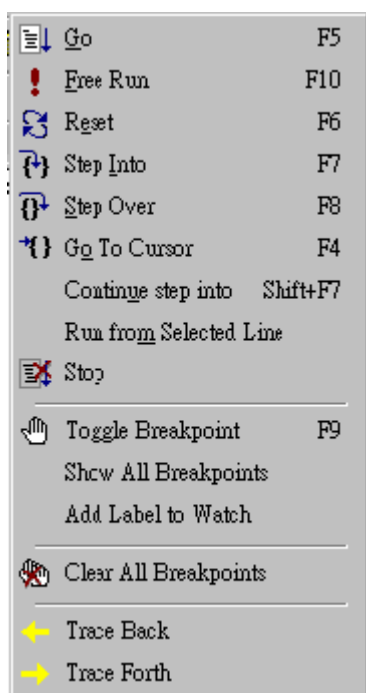 Go F5
Free Run F10
Reset F6
Step Into F7
Step Over F8
Go To Cursor F4
Continue step into Shift+F7
Run from Selected Line
Stop
Toggle Breakpoint F9
Show All Breakpoints
Add Label to Watch
Clear All Breakpoints
Trace Back
Trace Forth